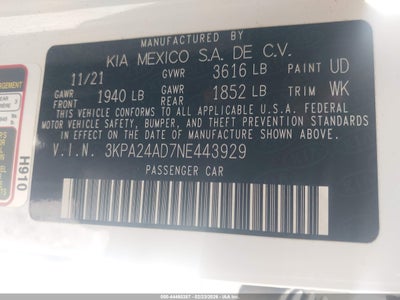 MANUFACTURED BY
KIA MEXICO S.A. DE C.V.
11/21 GVWR 3616 LB PAINT UD
GAWR FRONT 1940 LB GAWR REAR 1852 LB TRIM WK
THIS VEHICLE CONFORMS TO ALL APPLICABLE U.S.A. FEDERAL
MOTOR VEHICLE SAFETY, BUMPER, AND THEFT PREVENTION STANDARDS
IN EFFECT ON THE DATE OF MANUFACTURE SHOWN ABOVE.
V.I.N. 3KPA24AD7NE443929
PASSENGER CAR
H910